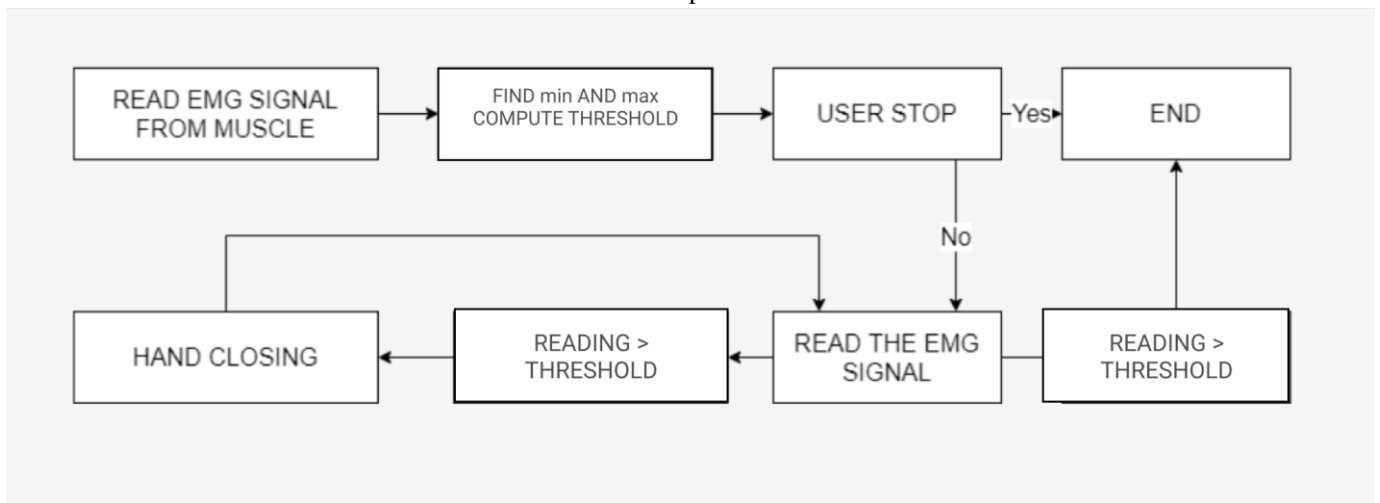 READ EMG SIGNAL
FROM MUSCLE
FIND min AND max
COMPUTE THRESHOLD
USER STOP
Yes
END
No
HAND CLOSING
READING >
THRESHOLD
READ THE EMG
SIGNAL
READING >
THRESHOLD